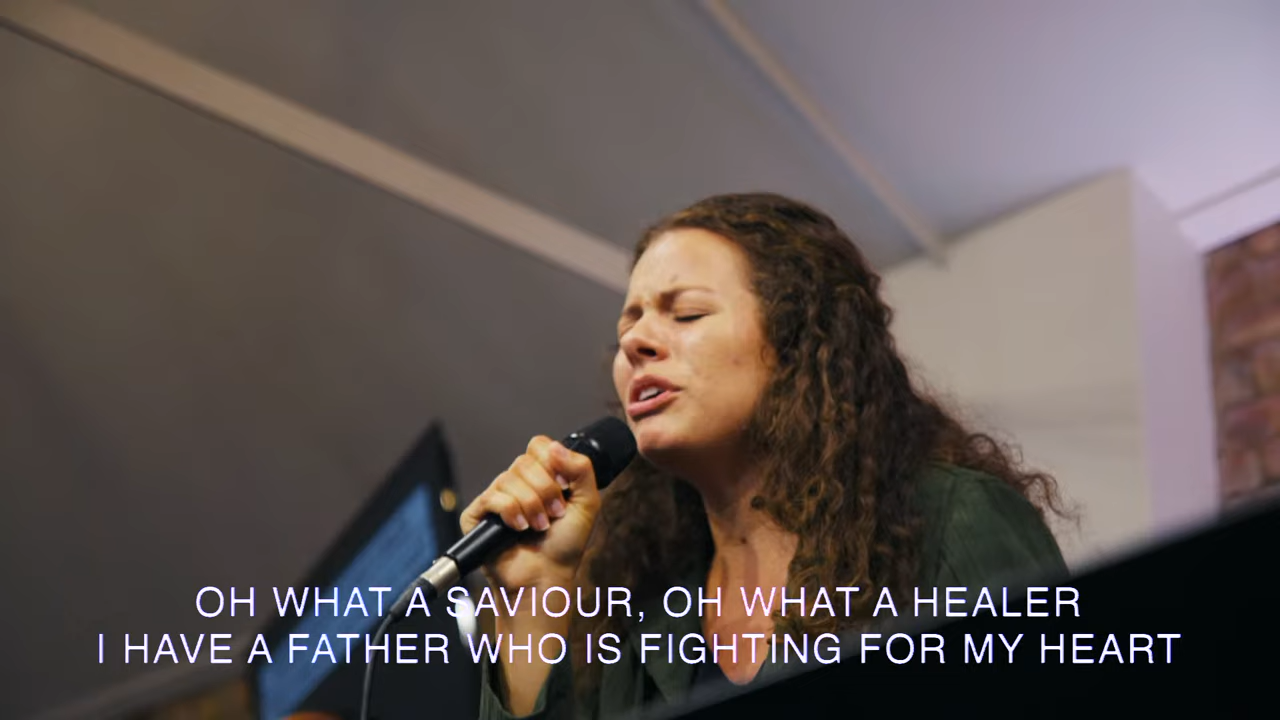 OH WHAT A SAVIOUR, OH WHAT A HEALER
I HAVE A FATHER WHO IS FIGHTING FOR MY HEART